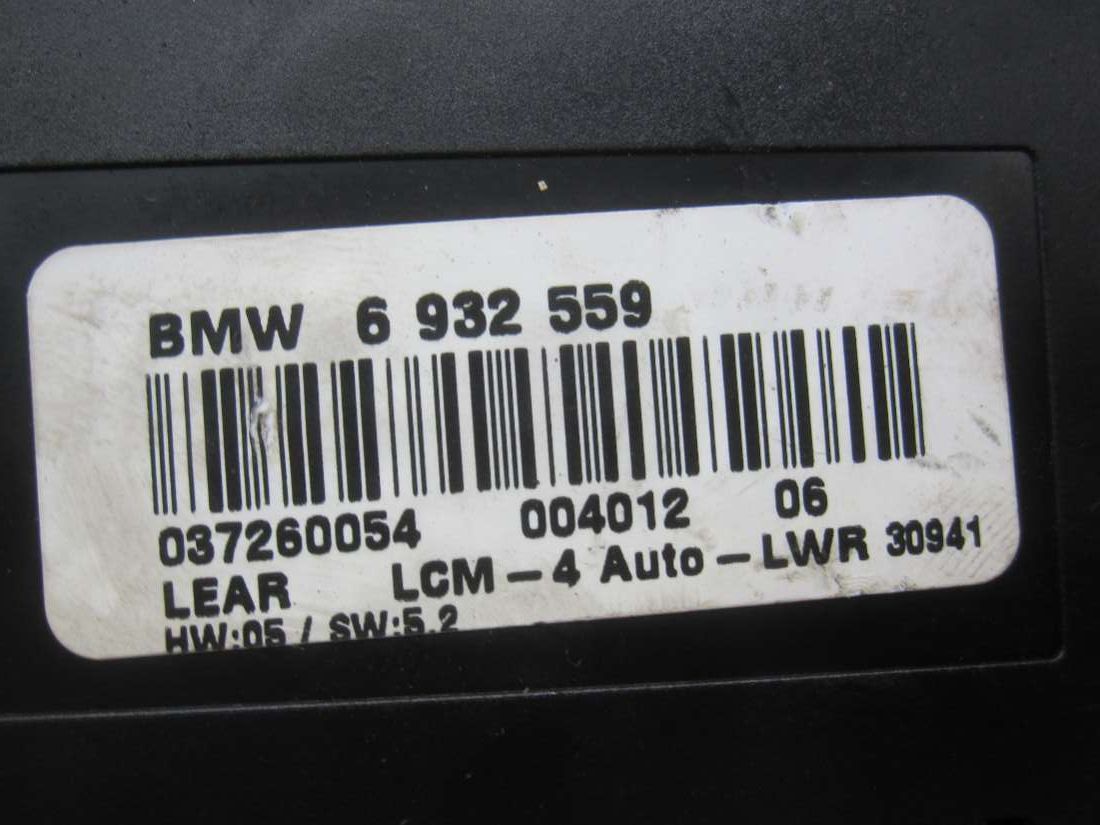 BMW 6 932 559
037260054 004012 06
LEAR LCM-4 Auto-LWR 30941
HW:05 / SW:5.2